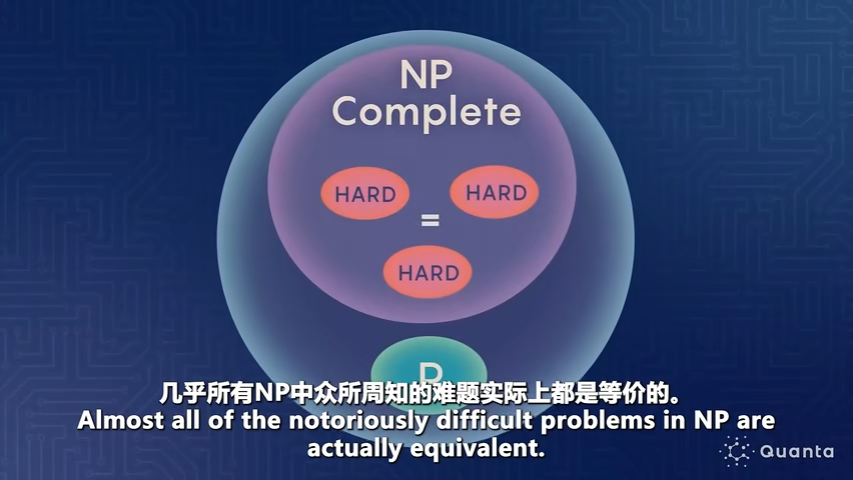 NP
Complete
HARD
HARD
=
HARD
P
几乎所有NP中众所周知的难题实际上都是等价的。
Almost all of the notoriously difficult problems in NP are
actually equivalent.
Quanta